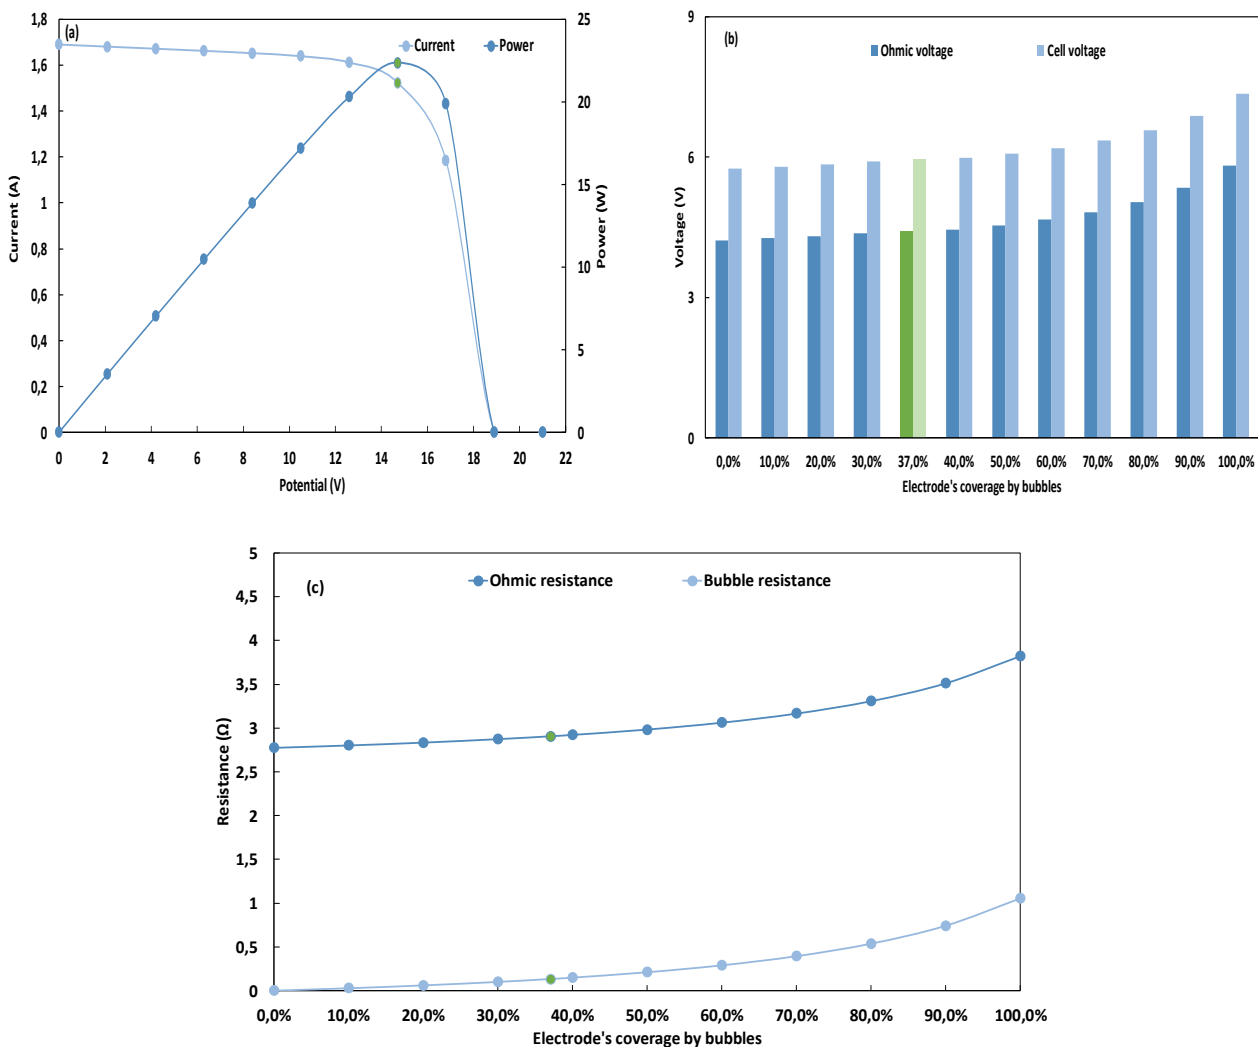 (a)
Current
Power
1,8
1,6
1,4
1,2
1
0,8
0,6
0,4
0,2
0
Current (A)
25
20
15
10
5
0
Power (W)
0 2 4 6 8 10 12 14 16 18 20 22
Potential (V)
(b)
Ohmic voltage
Cell voltage
9
6
3
0
Voltage (V)
0,0% 10,0% 20,0% 30,0% 37,0% 40,0% 50,0% 60,0% 70,0% 80,0% 90,0% 100,0%
Electrode's coverage by bubbles
(c)
Ohmic resistance
Bubble resistance
5
4,5
4
3,5
3
2,5
2
1,5
1
0,5
0
Resistance (Ω)
0,0% 10,0% 20,0% 30,0% 40,0% 50,0% 60,0% 70,0% 80,0% 90,0% 100,0%
Electrode's coverage by bubbles